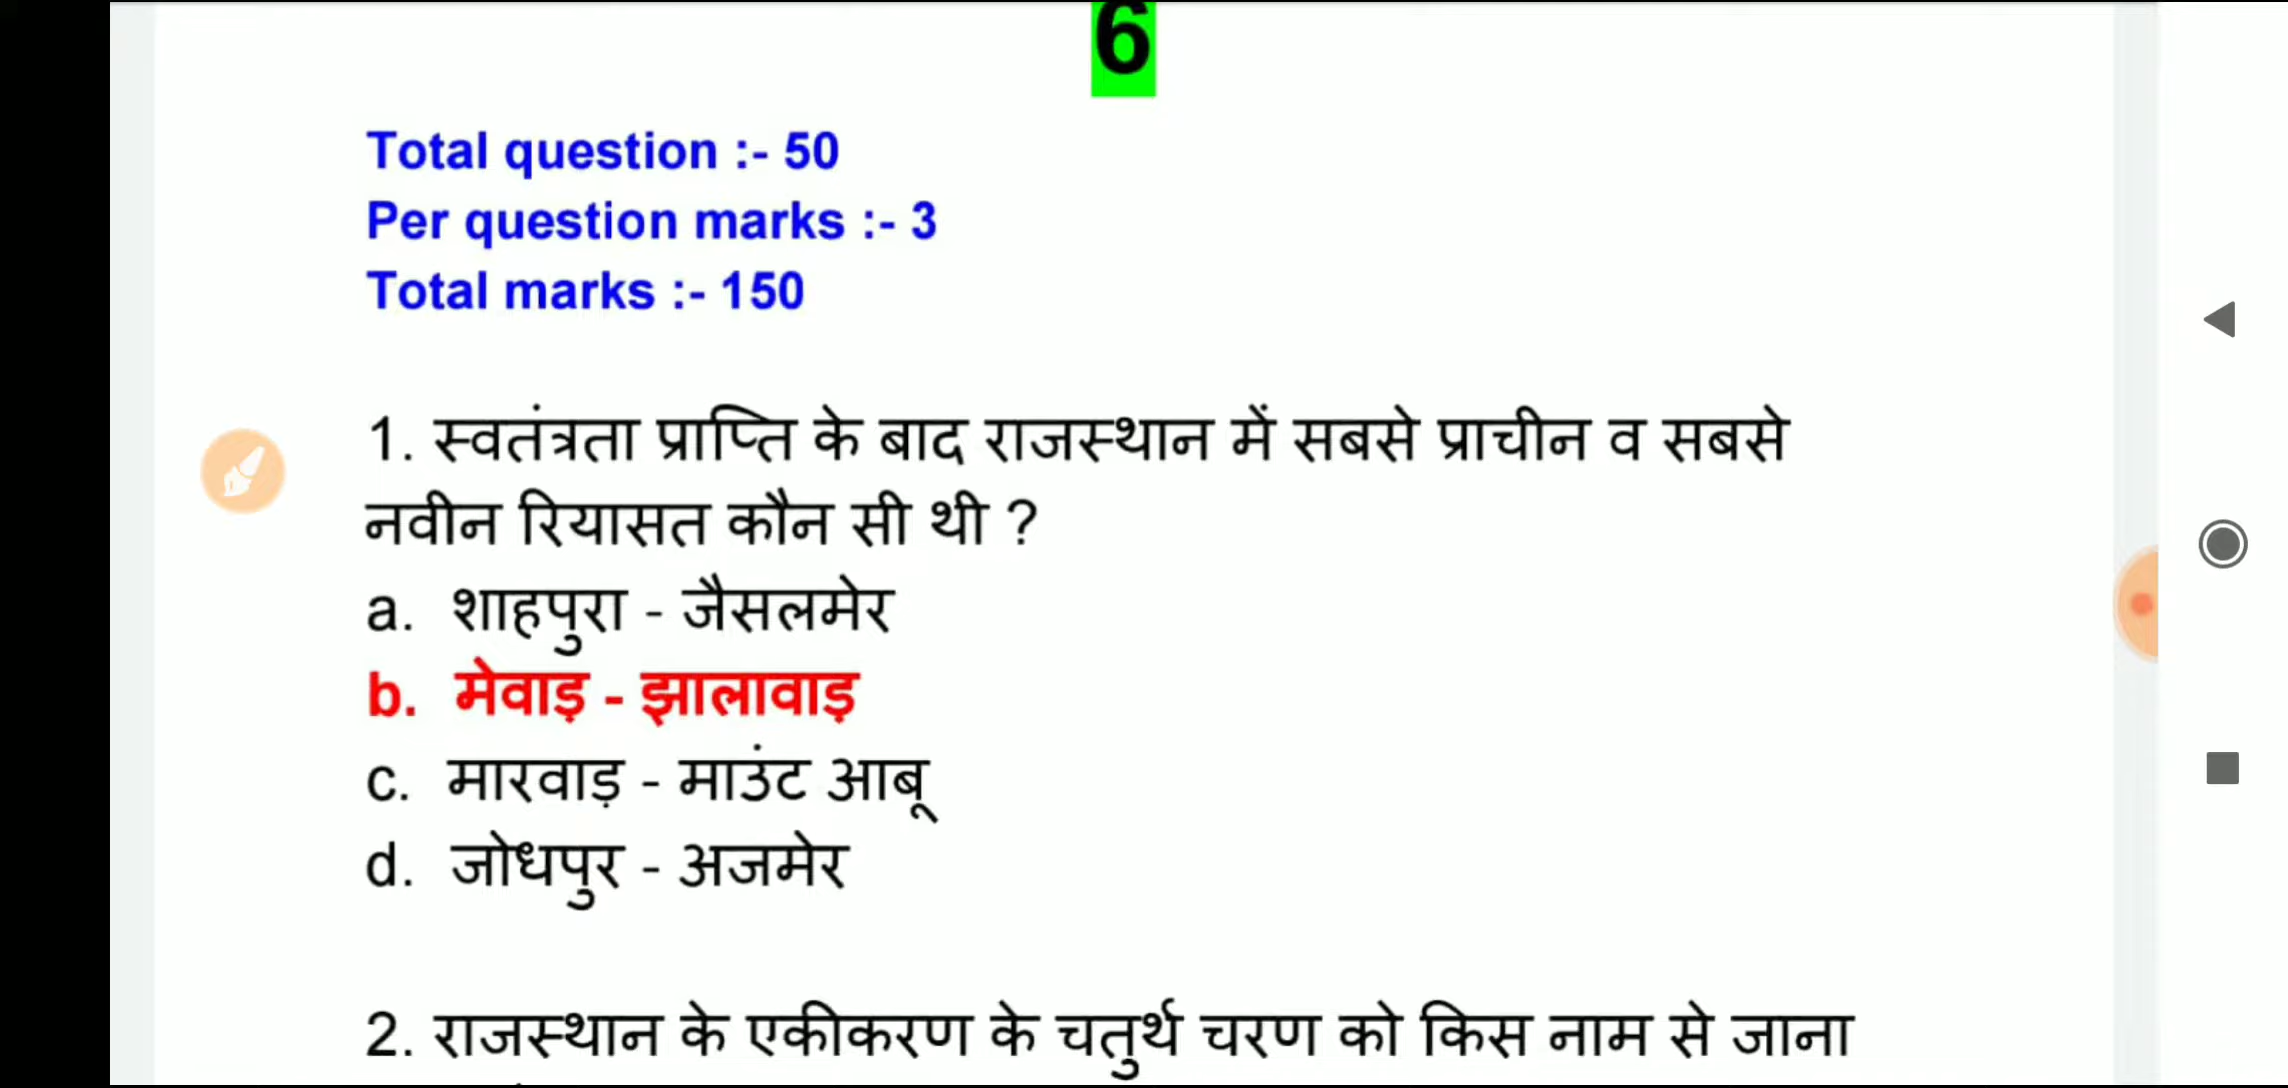 6
Total question :- 50
Per question marks :- 3
Total marks :- 150
1. स्वतंत्रता प्राप्ति के बाद राजस्थान में सबसे प्राचीन व सबसे
नवीन रियासत कौन सी थी ?
a. शाहपुरा - जैसलमेर
b. मेवाड़ - झालावाड़
c. मारवाड़ - माउंट आबू
d. जोधपुर - अजमेर
2. राजस्थान के एकीकरण के चतुर्थ चरण को किस नाम से जाना